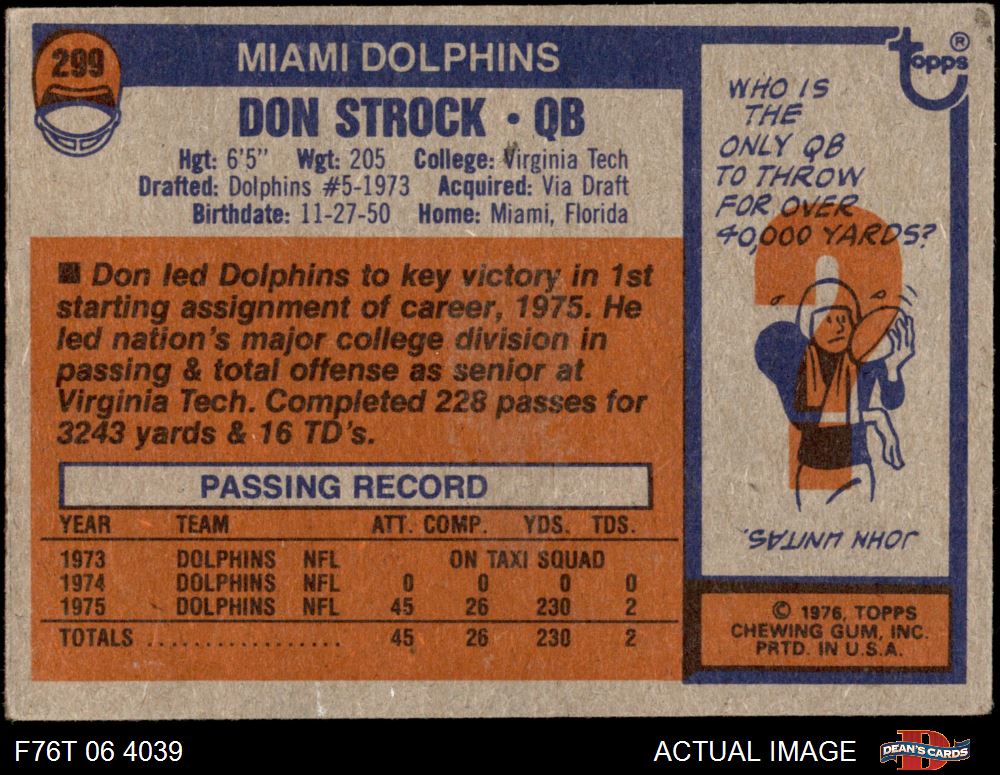 299
MIAMI DOLPHINS
DON STROCK • QB
Hgt: 6'5" Wgt: 205 College: Virginia Tech
Drafted: Dolphins #5-1973 Acquired: Via Draft
Birthdate: 11-27-50 Home: Miami, Florida
■ Don led Dolphins to key victory in 1st
starting assignment of career, 1975. He
led nation's major college division in
passing & total offense as senior at
Virginia Tech. Completed 228 passes for
3243 yards & 16 TD's.
PASSING RECORD
YEAR TEAM ATT. COMP. YDS. TDS.
1973 DOLPHINS NFL ON TAXI SQUAD
1974 DOLPHINS NFL 0 0 0 0
1975 DOLPHINS NFL 45 26 230 2
TOTALS .................. 45 26 230 2
topps ®
WHO IS
THE
ONLY QB
TO THROW
FOR OVER
40,000 YARDS?
?
JOHN UNITAS.
© 1976, TOPPS
CHEWING GUM, INC.
PRTD. IN U.S.A.
F76T 06 4039
ACTUAL IMAGE
D
DEAN'S CARDS